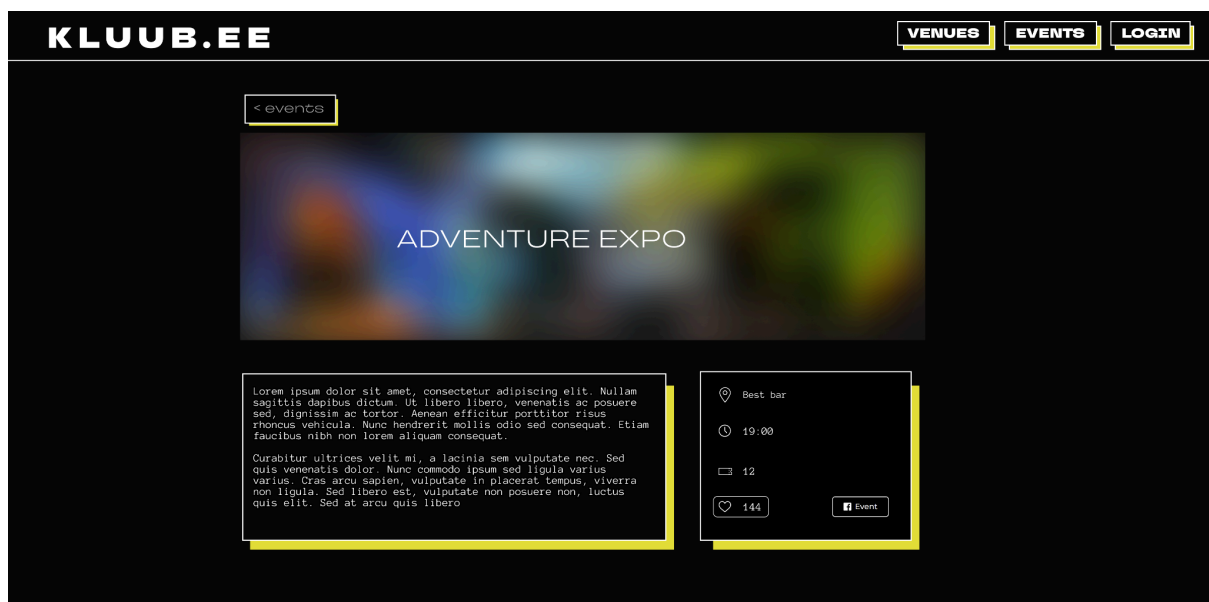 KLUUB.EE
VENUES
EVENTS
LOGIN
< events
ADVENTURE EXPO
Lorem ipsum dolor sit amet, consectetur adipiscing elit. Nullam
sagittis dapibus dictum. Ut libero libero, venenatis ac posuere
sed, dignissim ac tortor. Aenean efficitur porttitor risus
rhoncus vehicula. Nunc hendrerit mollis odio sed consequat. Etiam
faucibus nibh non lorem aliquam consequat.
Curabitur ultrices velit mi, a lacinia sem vulputate nec. Sed
quis venenatis dolor. Nunc commodo ipsum sed ligula varius
varius. Cras arcu sapien, vulputate in placerat tempus, viverra
non ligula. Sed libero est, vulputate non posuere non, luctus
quis elit. Sed at arcu quis libero
Best bar
19:00
12
144
Event